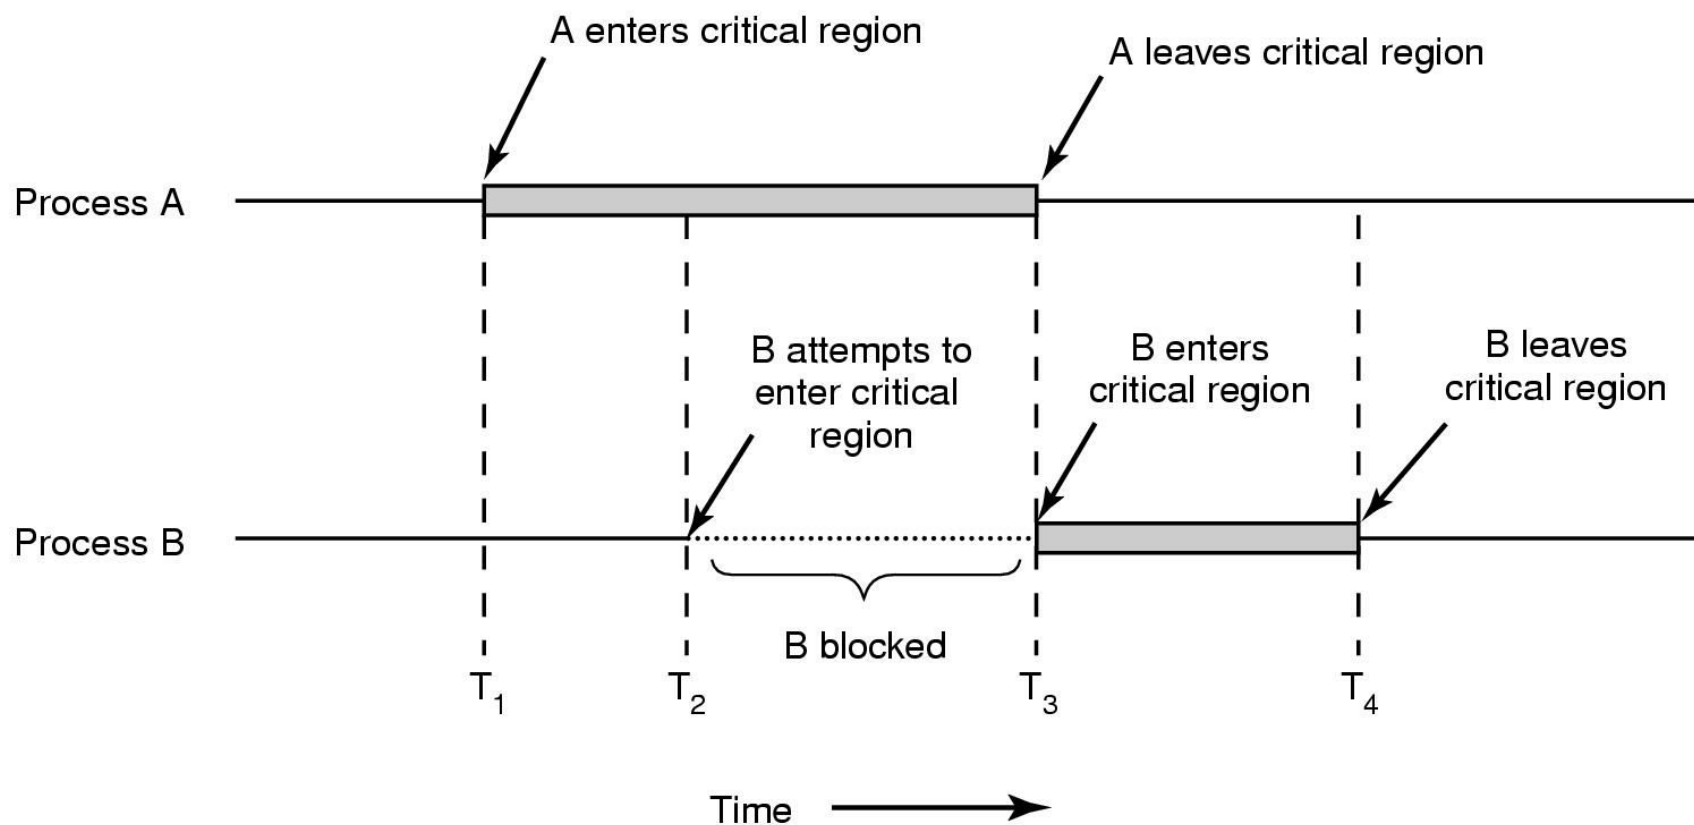 A enters critical region
A leaves critical region
Process A
B attempts to
enter critical
region
B enters
critical region
B leaves
critical region
Process B
B blocked
T1
T2
T3
T4
Time